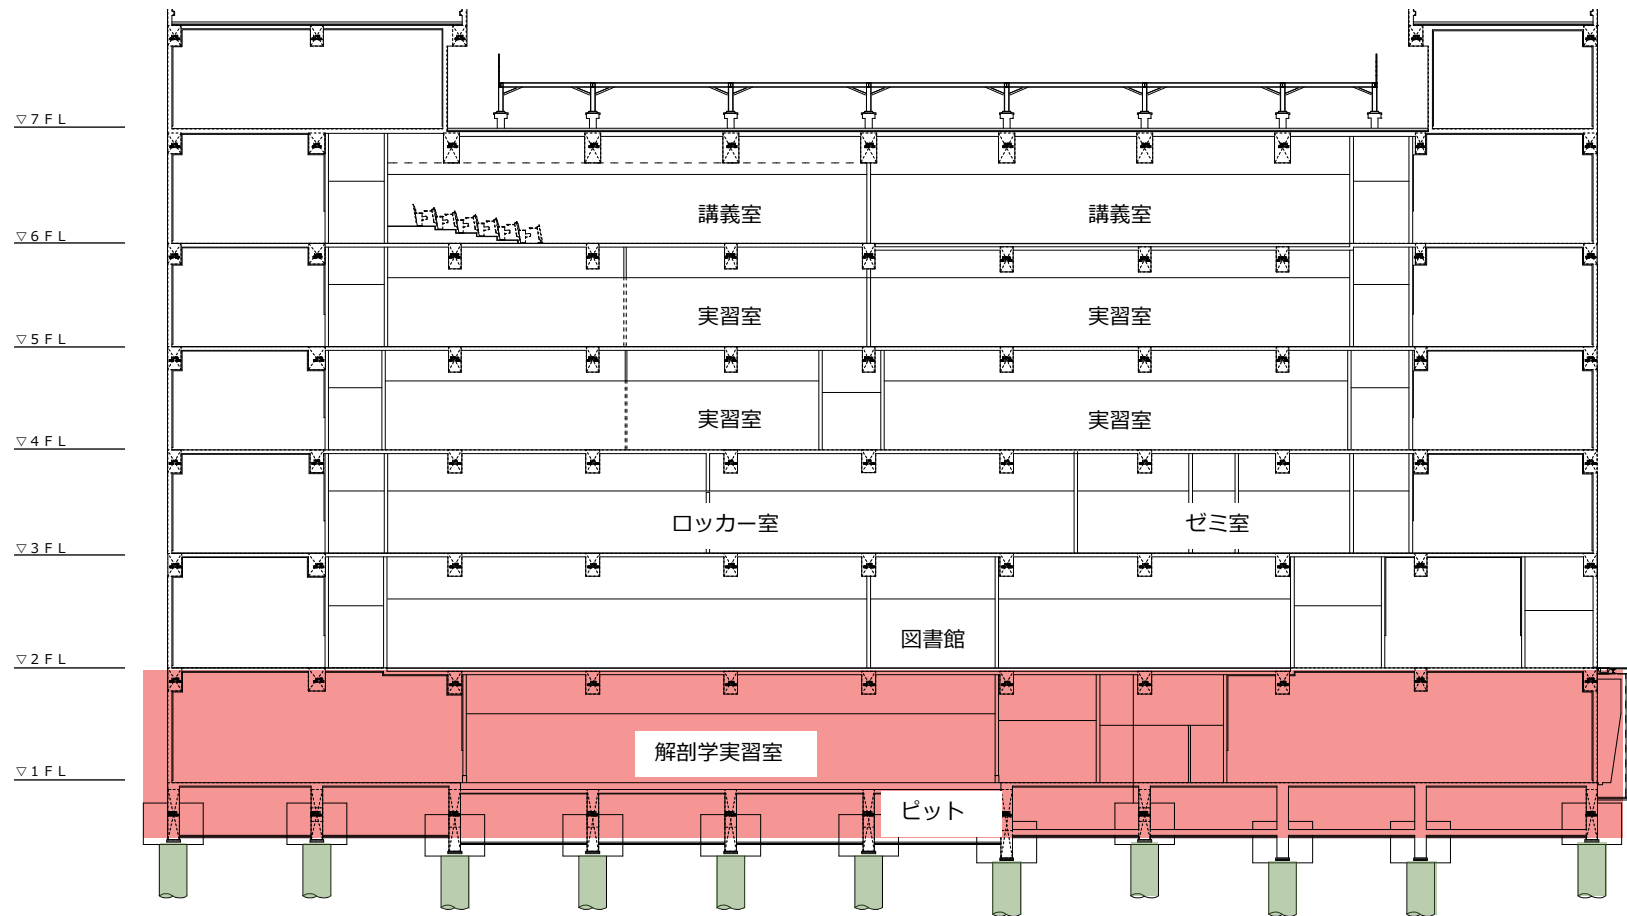 ▽7FL
講義室 講義室
▽6FL
実習室 実習室
▽5FL
実習室 実習室
▽4FL
ロッカー室 ゼミ室
▽3FL
図書館
▽2FL
解剖学実習室
▽1FL
ピット